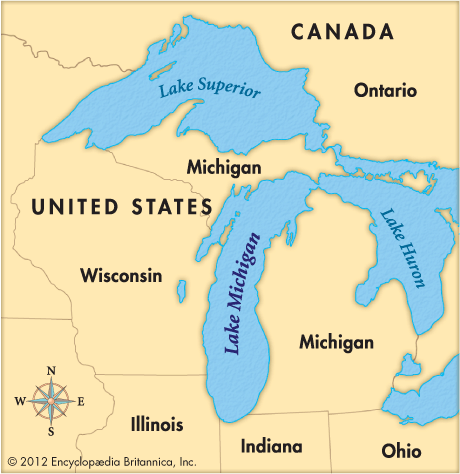 CANADA
Lake Superior
Ontario
Michigan
UNITED STATES
Lake Huron
Lake Michigan
Wisconsin
Michigan
N
W E
S
Illinois
Indiana
Ohio
© 2012 Encyclopædia Britannica, Inc.